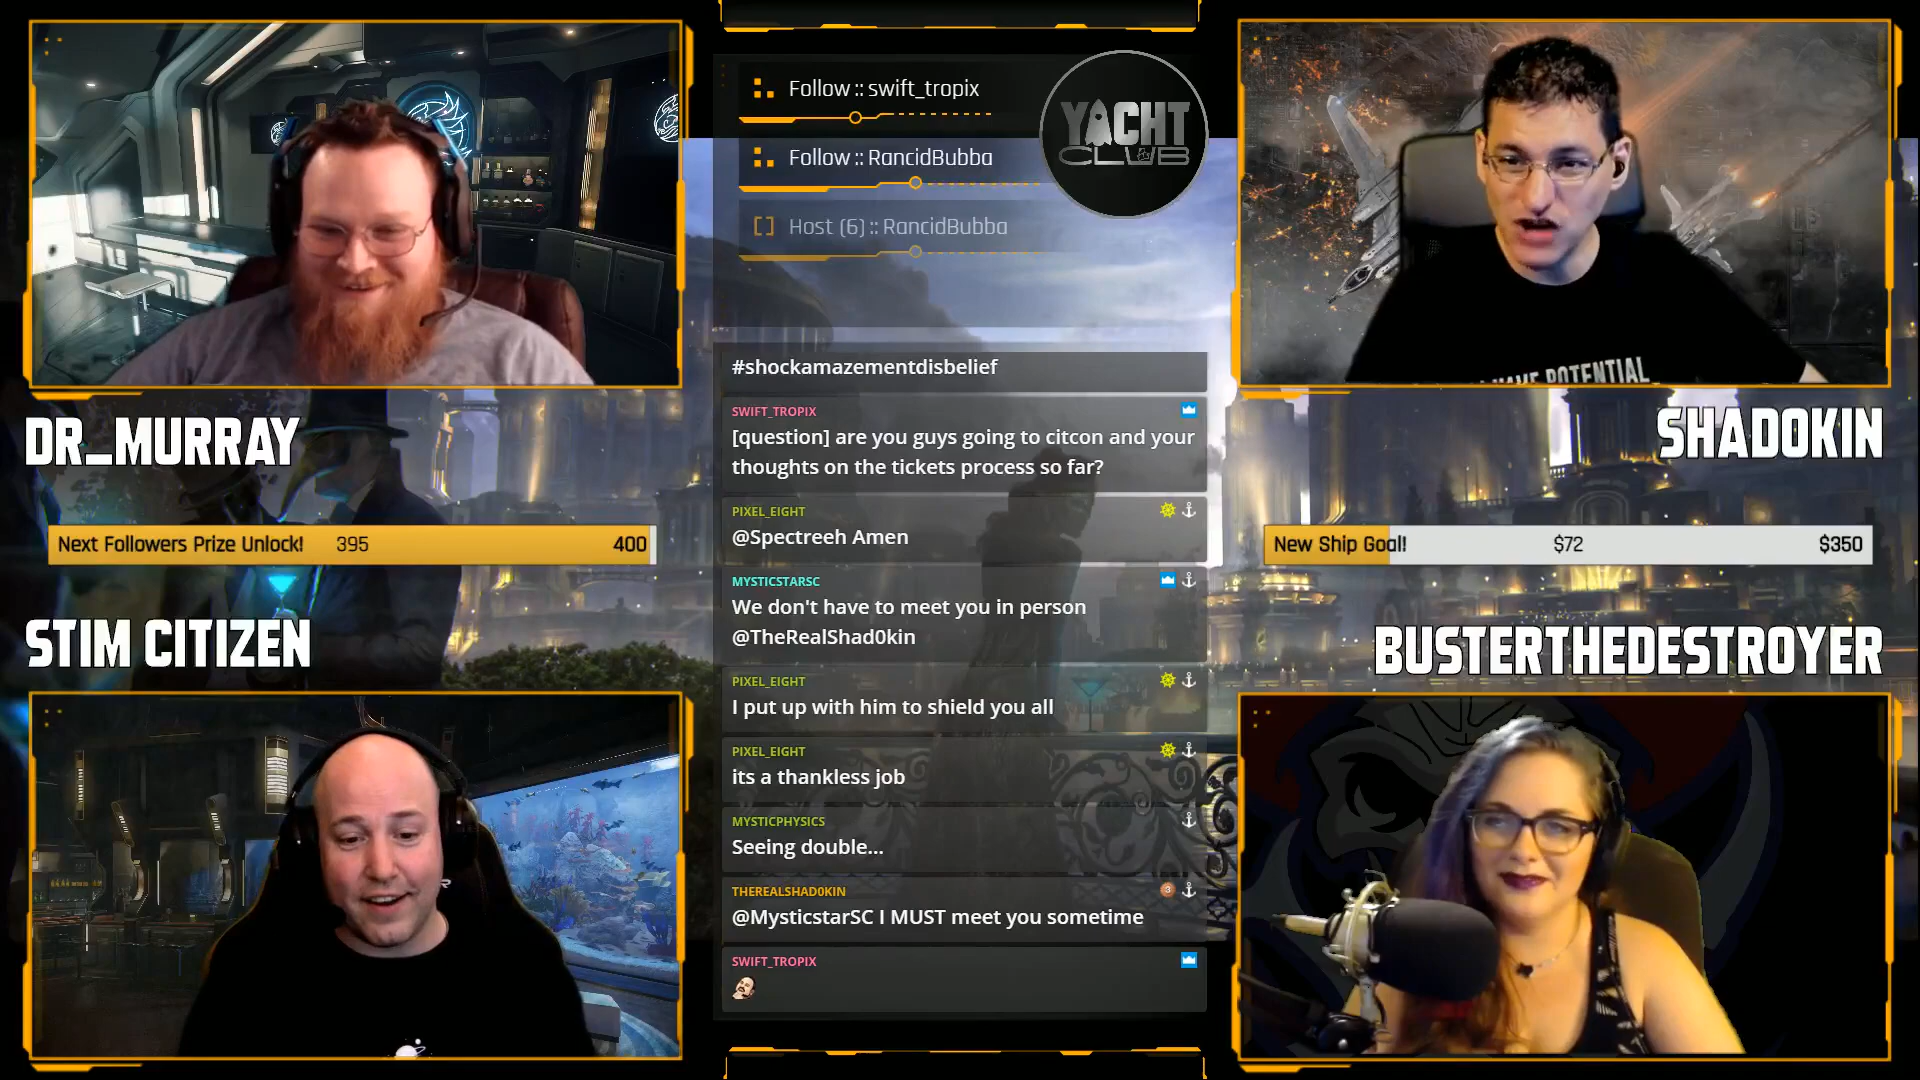 Follow :: swift_tropix
Follow :: RancidBubba
Host (6) :: RancidBubba
YACHT
CLUB
#shockamazementdisbelief
SWIFT_TROPIX
[question] are you guys going to citcon and your
thoughts on the tickets process so far?
PIXEL_EIGHT
@Spectreeh Amen
MYSTICSTARSC
We don't have to meet you in person
@TheRealShad0kin
PIXEL_EIGHT
I put up with him to shield you all
PIXEL_EIGHT
its a thankless job
MYSTICPHYSICS
Seeing double...
THEREALSHAD0KIN
3
@MysticstarSC I MUST meet you sometime
SWIFT_TROPIX
DR_MURRAY
Next Followers Prize Unlock! 395 400
STIM CITIZEN
POTENTIAL
SHADOKIN
New Ship Goal! $72 $350
BUSTERTHEDESTROYER